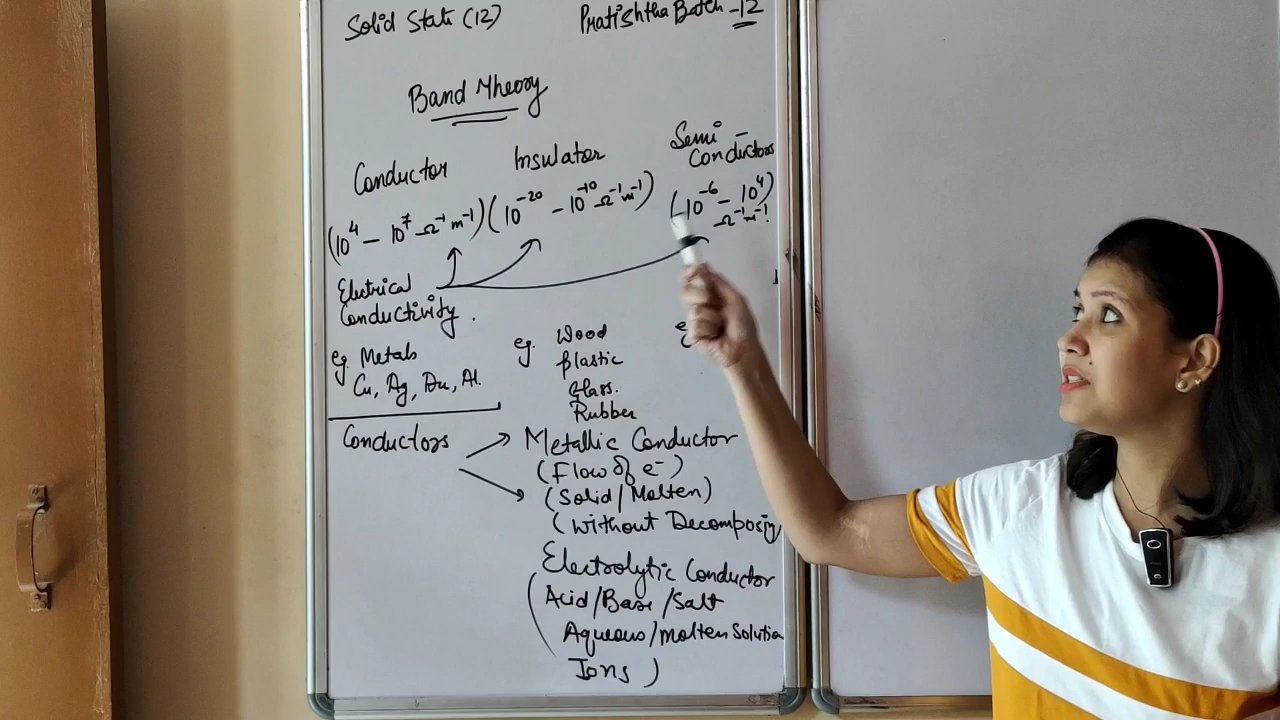 Solid State (12)
Pratishtha Batch - 12
Band Theory
Conductor
Insulator
Semi
Conductors
(10⁴ – 10⁷ Ω⁻¹ m⁻¹)
(10⁻²⁰ – 10⁻¹⁰ Ω⁻¹ m⁻¹)
(10⁻⁶ – 10⁴)
Ω⁻¹ m⁻¹
Electrical
Conductivity.
eg. Metals
Cu, Ag, Au, Al.
eg. Wood
plastic
Glass.
Rubber
eg
Conductors
Metallic Conductor
(Flow of e⁻)
(Solid/Molten)
(Without Decomposing
Electrolytic Conductor
(Acid/Base/Salt
Aqueous/molten Solution
Ions)